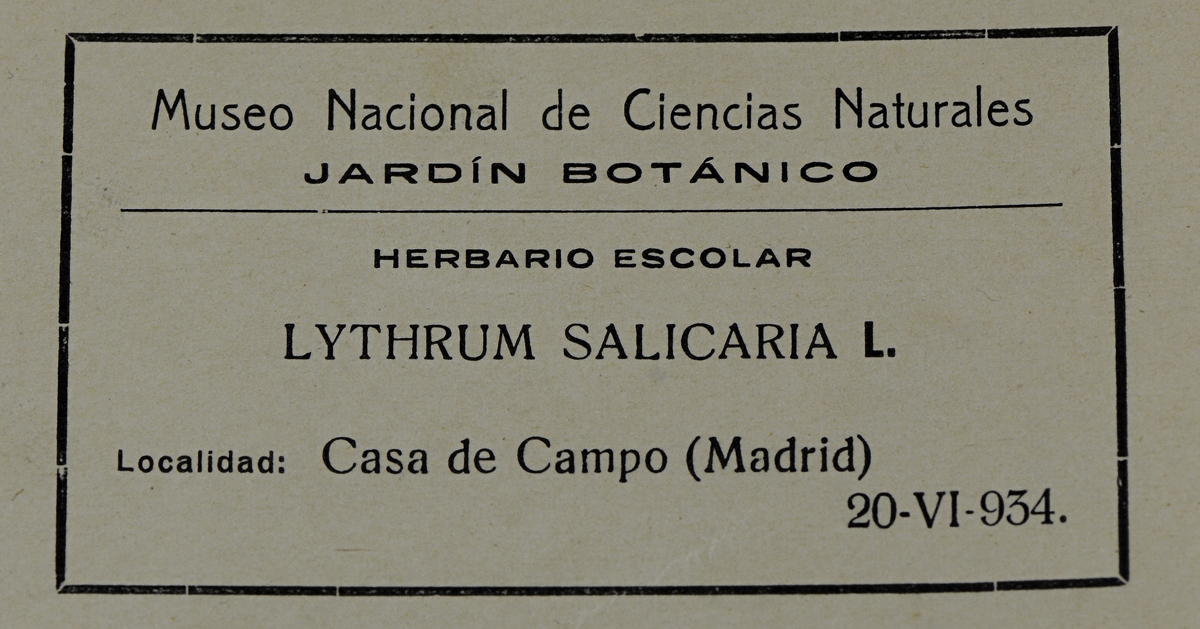 Museo Nacional de Ciencias Naturales
JARDÍN BOTÁNICO
HERBARIO ESCOLAR
LYTHRUM SALICARIA L.
Localidad: Casa de Campo (Madrid)
20-VI-934.